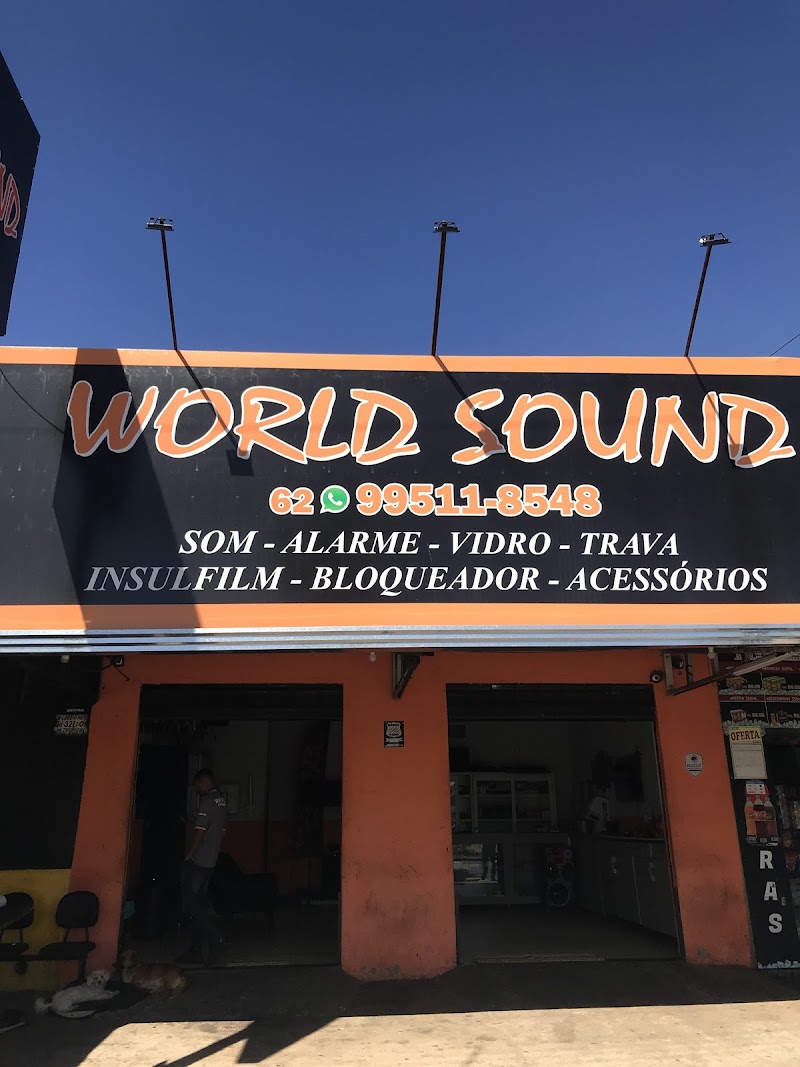 WORLD SOUND
62 99511-8548
SOM - ALARME - VIDRO - TRAVA
INSULFILM - BLOQUEADOR - ACESSÓRIOS
OFERTA
RAS